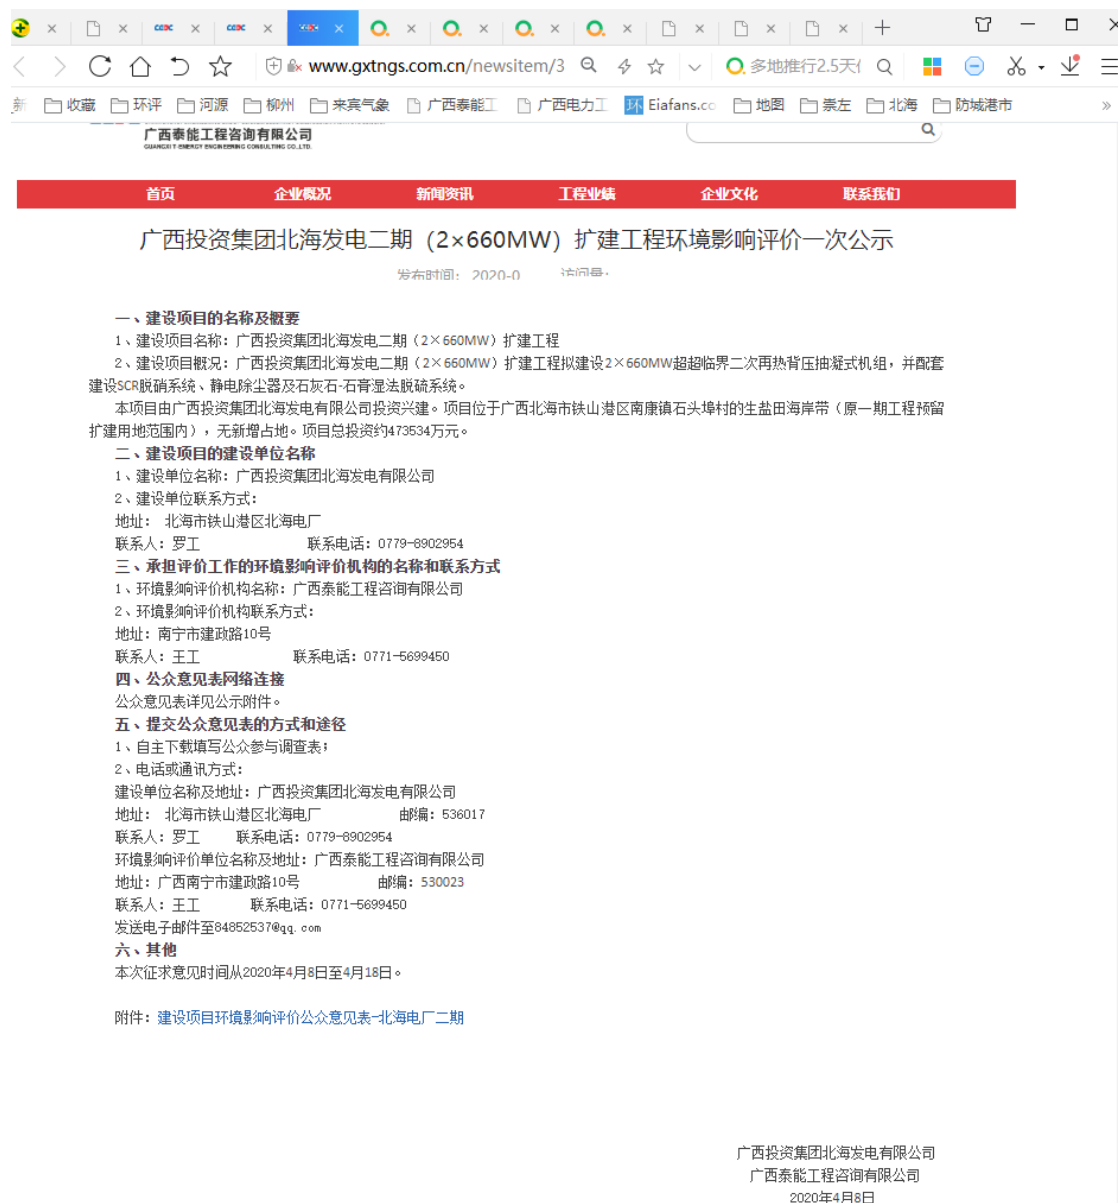 www.gxtngs.com.cn/newsitem/3
多地推行2.5天
收藏 环评 河源 柳州 来宾气象 广西泰能工 广西电力工 环 Eiafans.co 地图 崇左 北海 防城港市 »
广西泰能工程咨询有限公司
GUANGXI T-ENERGY ENGINEERING CONSULTING CO.,LTD.
首页 企业概况 新闻资讯 工程业绩 企业文化 联系我们
广西投资集团北海发电二期（2×660MW）扩建工程环境影响评价一次公示
发布时间： 2020-0 访问量：
一、建设项目的名称及概要
1、建设项目名称：广西投资集团北海发电二期（2×660MW）扩建工程
2、建设项目概况：广西投资集团北海发电二期（2×660MW）扩建工程拟建设2×660MW超超临界二次再热背压抽凝式机组，并配套
建设SCR脱硝系统、静电除尘器及石灰石-石膏湿法脱硫系统。
本项目由广西投资集团北海发电有限公司投资兴建。项目位于广西北海市铁山港区南康镇石头埠村的生盐田海岸带（原一期工程预留
扩建用地范围内），无新增占地。项目总投资约473534万元。
二、建设项目的建设单位名称
1、建设单位名称：广西投资集团北海发电有限公司
2、建设单位联系方式：
地址： 北海市铁山港区北海电厂
联系人：罗工 联系电话：0779-8902954
三、承担评价工作的环境影响评价机构的名称和联系方式
1、环境影响评价机构名称：广西泰能工程咨询有限公司
2、环境影响评价机构联系方式：
地址：南宁市建政路10号
联系人：王工 联系电话：0771-5699450
四、公众意见表网络连接
公众意见表详见公示附件。
五、提交公众意见表的方式和途径
1、自主下载填写公众参与调查表；
2、电话或通讯方式：
建设单位名称及地址：广西投资集团北海发电有限公司
地址： 北海市铁山港区北海电厂 邮编：536017
联系人：罗工 联系电话：0779-8902954
环境影响评价单位名称及地址：广西泰能工程咨询有限公司
地址：广西南宁市建政路10号 邮编：530023
联系人：王工 联系电话：0771-5699450
发送电子邮件至84852537@qq.com
六、其他
本次征求意见时间从2020年4月8日至4月18日。
附件：建设项目环境影响评价公众意见表-北海电厂二期
广西投资集团北海发电有限公司
广西泰能工程咨询有限公司
2020年4月8日